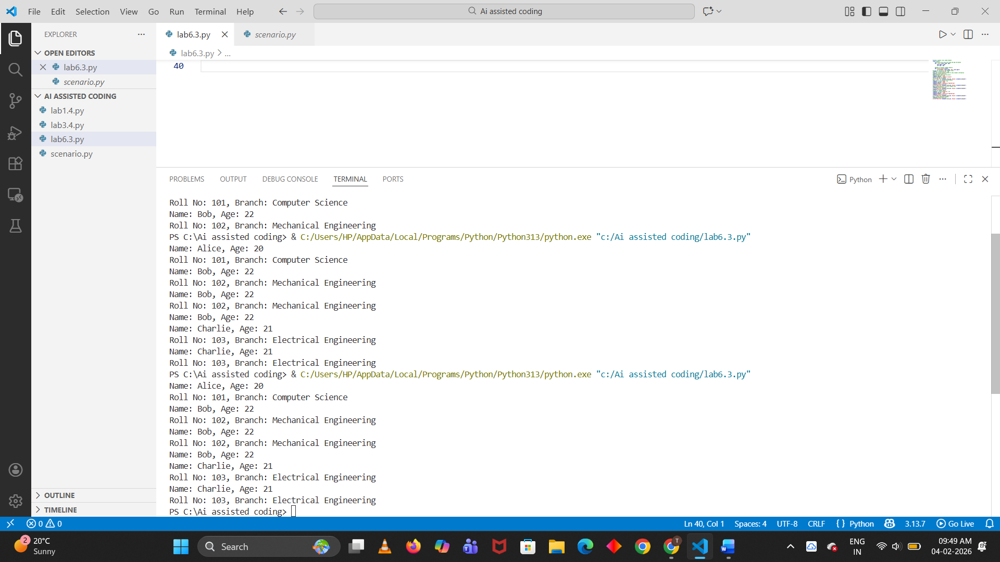 File Edit Selection View Go Run Terminal Help
Ai assisted coding
EXPLORER
lab6.3.py
scenario.py
OPEN EDITORS
lab6.3.py
scenario.py
AI ASSISTED CODING
lab1.4.py
lab3.4.py
lab6.3.py
scenario.py
OUTLINE
TIMELINE
lab6.3.py > ...
40
PROBLEMS OUTPUT DEBUG CONSOLE TERMINAL PORTS
Python
Roll No: 101, Branch: Computer Science
Name: Bob, Age: 22
Roll No: 102, Branch: Mechanical Engineering
PS C:\Ai assisted coding> & C:/Users/HP/AppData/Local/Programs/Python/Python313/python.exe "c:/Ai assisted coding/lab6.3.py"
Name: Alice, Age: 20
Roll No: 101, Branch: Computer Science
Name: Bob, Age: 22
Roll No: 102, Branch: Mechanical Engineering
Name: Bob, Age: 22
Roll No: 102, Branch: Mechanical Engineering
Name: Bob, Age: 22
Name: Charlie, Age: 21
Roll No: 103, Branch: Electrical Engineering
Name: Charlie, Age: 21
Roll No: 103, Branch: Electrical Engineering
PS C:\Ai assisted coding> & C:/Users/HP/AppData/Local/Programs/Python/Python313/python.exe "c:/Ai assisted coding/lab6.3.py"
Name: Alice, Age: 20
Roll No: 101, Branch: Computer Science
Name: Bob, Age: 22
Roll No: 102, Branch: Mechanical Engineering
Name: Bob, Age: 22
Roll No: 102, Branch: Mechanical Engineering
Name: Bob, Age: 22
Name: Charlie, Age: 21
Roll No: 103, Branch: Electrical Engineering
Name: Charlie, Age: 21
Roll No: 103, Branch: Electrical Engineering
PS C:\Ai assisted coding>
0 0
Ln 40, Col 1 Spaces: 4 UTF-8 CRLF { } Python 3.13.7 Go Live
2
20°C
Sunny
Search
T
ENG
IN
09:49 AM
04-02-2026